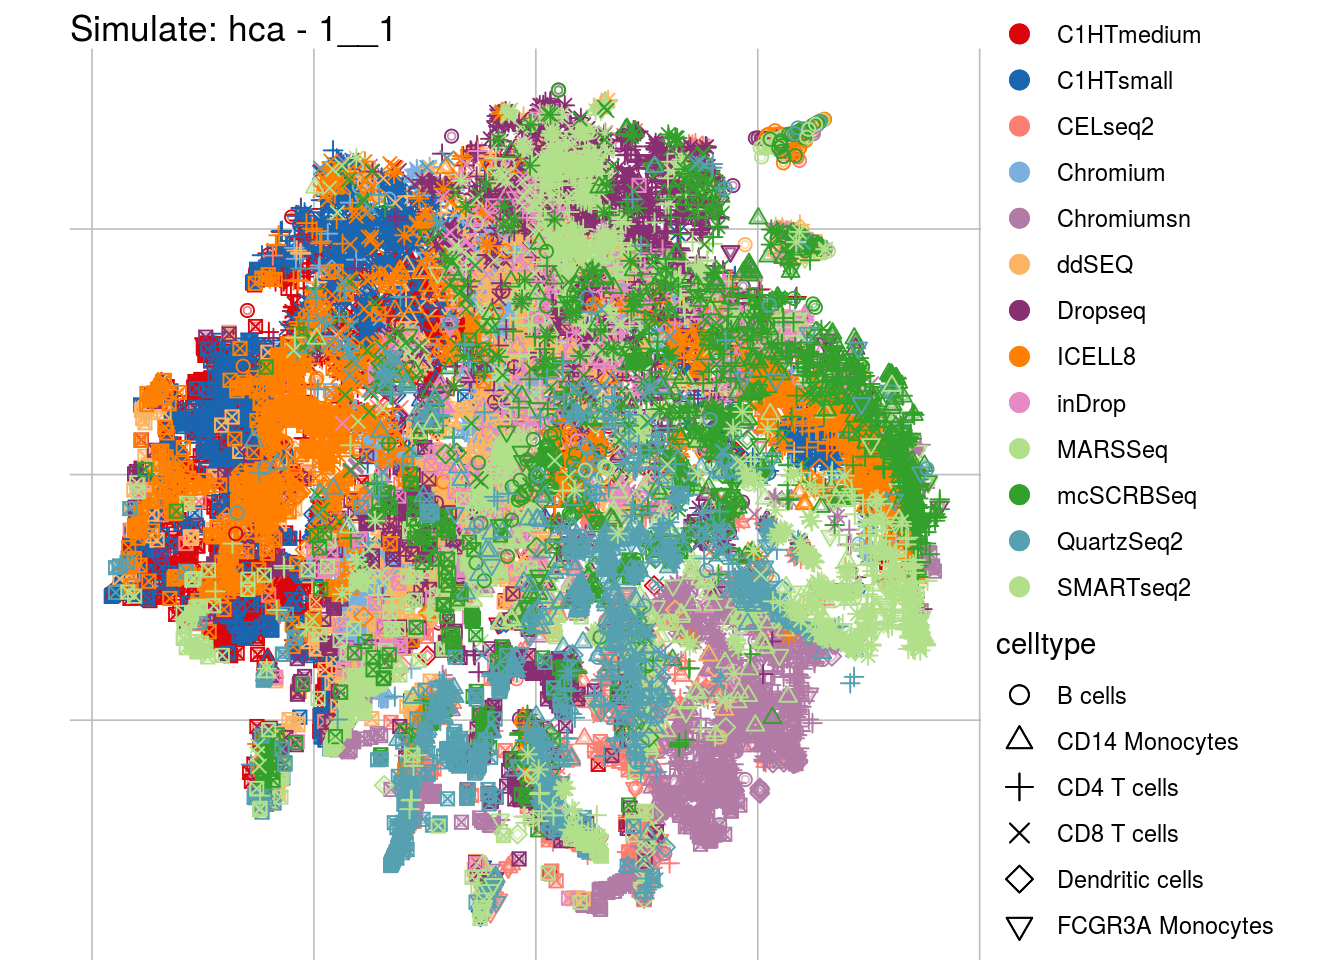 Simulate: hca - 1__1
C1HTmedium
C1HTsmall
CELseq2
Chromium
Chromiumsn
ddSEQ
Dropseq
ICELL8
inDrop
MARSSeq
mcSCRBSeq
QuartzSeq2
SMARTseq2
celltype
B cells
CD14 Monocytes
CD4 T cells
CD8 T cells
Dendritic cells
FCGR3A Monocytes